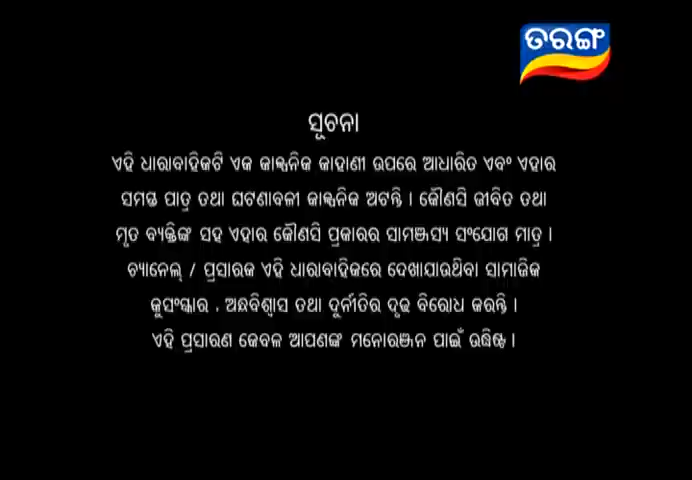 ତରଙ୍ଗ
ସୂଚନା
ଏହି ଧାରାବାହିକଟି ଏକ କାଳ୍ପନିକ କାହାଣୀ ଉପରେ ଆଧାରିତ ଏବଂ ଏହାର
ସମସ୍ତ ପାତ୍ର ତଥା ଘଟଣାବଳୀ କାଳ୍ପନିକ ଅଟନ୍ତି । କୌଣସି ଜୀବିତ ତଥା
ମୃତ ବ୍ୟକ୍ତିଙ୍କ ସହ ଏହାର କୌଣସି ପ୍ରକାରର ସାମଞ୍ଜସ୍ୟ ସଂଯୋଗ ମାତ୍ର ।
ଚ୍ୟାନେଲ୍ / ପ୍ରସାରକ ଏହି ଧାରାବାହିକରେ ଦେଖାଯାଉଥିବା ସାମାଜିକ
କୁସଂସ୍କାର , ଅନ୍ଧବିଶ୍ୱାସ ତଥା ଦୁର୍ନୀତିର ଦୃଢ ବିରୋଧ କରନ୍ତି ।
ଏହି ପ୍ରସାରଣ କେବଳ ଆପଣଙ୍କ ମନୋରଞ୍ଜନ ପାଇଁ ଉଦ୍ଧିଷ୍ଟ ।